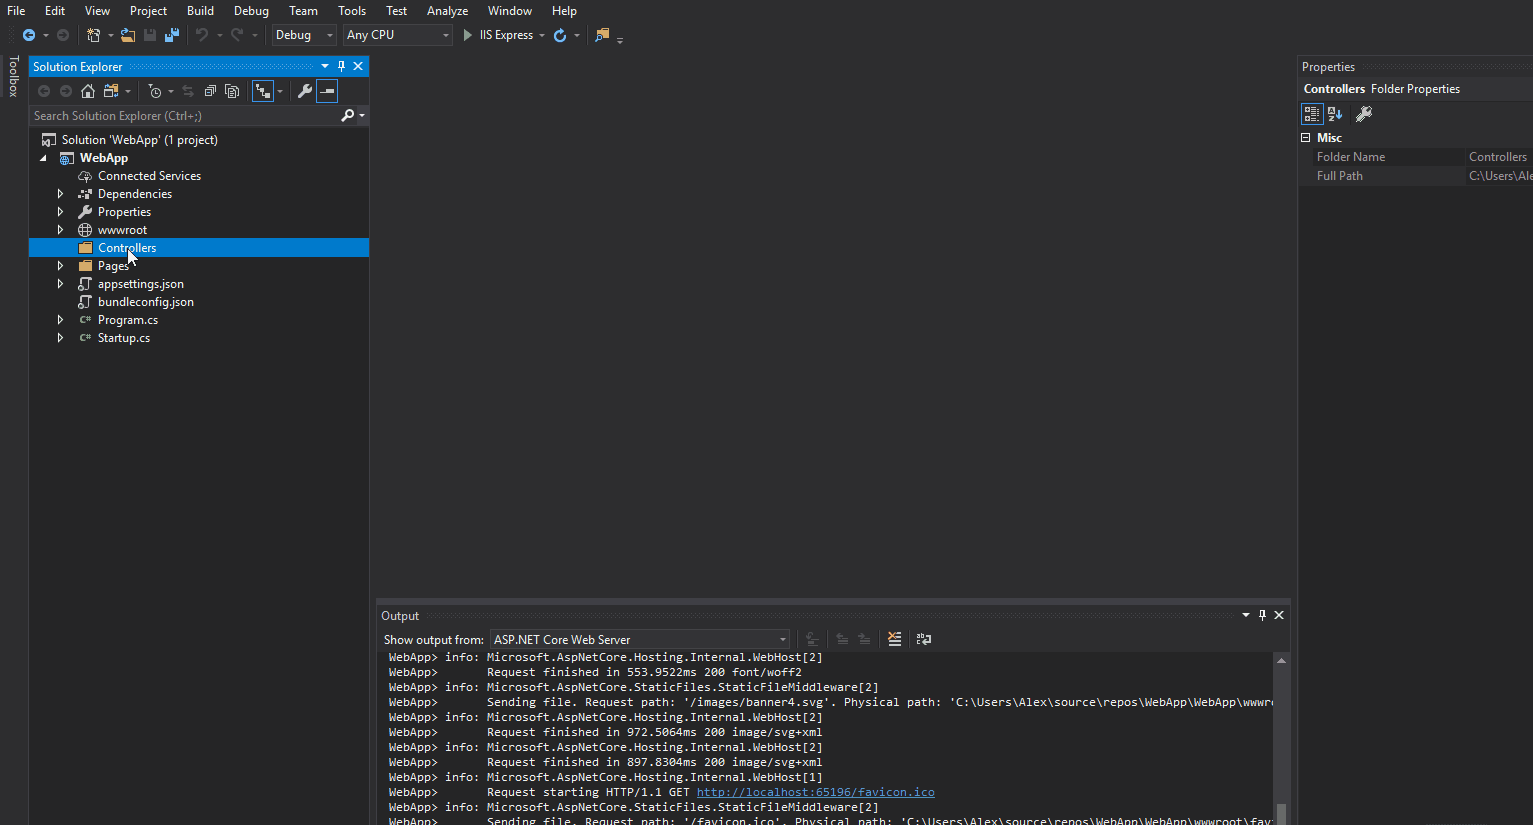 File Edit View Project Build Debug Team Tools Test Analyze Window Help
Debug Any CPU IIS Express
Toolbox
Solution Explorer
Search Solution Explorer (Ctrl+;)
Solution 'WebApp' (1 project)
WebApp
Connected Services
Dependencies
Properties
wwwroot
Controllers
Pages
appsettings.json
bundleconfig.json
C# Program.cs
C# Startup.cs
Output
Show output from: ASP.NET Core Web Server
WebApp> info: Microsoft.AspNetCore.Hosting.Internal.WebHost[2]
WebApp> Request finished in 553.9522ms 200 font/woff2
WebApp> info: Microsoft.AspNetCore.StaticFiles.StaticFileMiddleware[2]
WebApp> Sending file. Request path: '/images/banner4.svg'. Physical path: 'C:\Users\Alex\source\repos\WebApp\WebApp\wwwr
WebApp> info: Microsoft.AspNetCore.Hosting.Internal.WebHost[2]
WebApp> Request finished in 972.5064ms 200 image/svg+xml
WebApp> info: Microsoft.AspNetCore.Hosting.Internal.WebHost[2]
WebApp> Request finished in 897.8304ms 200 image/svg+xml
WebApp> info: Microsoft.AspNetCore.Hosting.Internal.WebHost[1]
WebApp> Request starting HTTP/1.1 GET http://localhost:65196/favicon.ico
WebApp> info: Microsoft.AspNetCore.StaticFiles.StaticFileMiddleware[2]
WebApp> Sending file. Request path: '/favicon.ico'. Physical path: 'C:\Users\Alex\source\repos\WebApp\WebApp\wwwroot\fav
Properties
Controllers Folder Properties
Misc
Folder Name Controllers
Full Path C:\Users\Ale